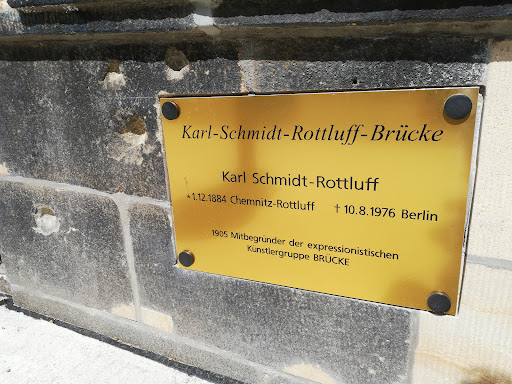 Karl-Schmidt-Rottluff-Brücke
Karl Schmidt-Rottluff
*1.12.1884 Chemnitz-Rottluff † 10.8.1976 Berlin
1905 Mitbegründer der expressionistischen
Künstlergruppe BRÜCKE